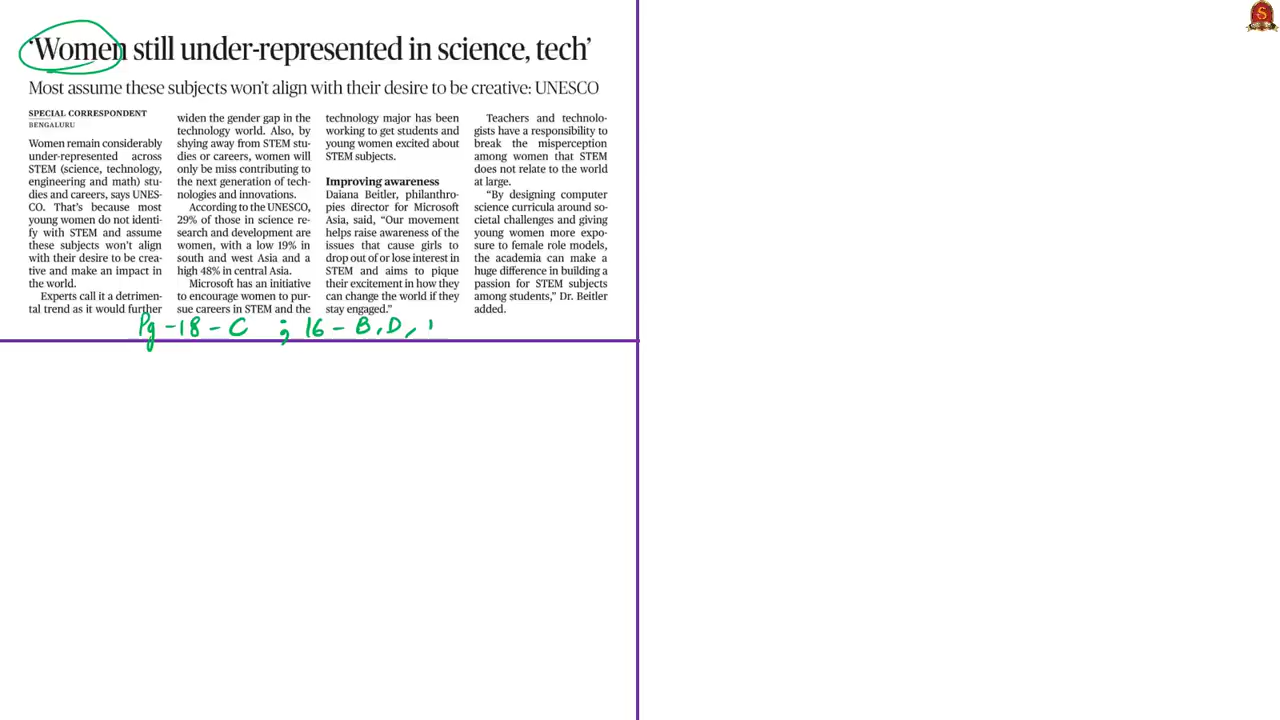 ‘Women still under-represented in science, tech’
Most assume these subjects won’t align with their desire to be creative: UNESCO
SPECIAL CORRESPONDENT
BENGALURU
Women remain considerably
under-represented across
STEM (science, technology,
engineering and math) stu-
dies and careers, says UNES-
CO. That’s because most
young women do not identi-
fy with STEM and assume
these subjects won’t align
with their desire to be crea-
tive and make an impact in
the world.
Experts call it a detrimen-
tal trend as it would further
widen the gender gap in the
technology world. Also, by
shying away from STEM stu-
dies or careers, women will
only be miss contributing to
the next generation of tech-
nologies and innovations.
According to the UNESCO,
29% of those in science re-
search and development are
women, with a low 19% in
south and west Asia and a
high 48% in central Asia.
Microsoft has an initiative
to encourage women to pur-
sue careers in STEM and the
technology major has been
working to get students and
young women excited about
STEM subjects.
Improving awareness
Daiana Beitler, philanthro-
pies director for Microsoft
Asia, said, “Our movement
helps raise awareness of the
issues that cause girls to
drop out of or lose interest in
STEM and aims to pique
their excitement in how they
can change the world if they
stay engaged.”
Teachers and technolo-
gists have a responsibility to
break the misperception
among women that STEM
does not relate to the world
at large.
“By designing computer
science curricula around so-
cietal challenges and giving
young women more expo-
sure to female role models,
the academia can make a
huge difference in building a
passion for STEM subjects
among students,” Dr. Beitler
added.
Pg - 18 - C ; 16 - B, D,
S